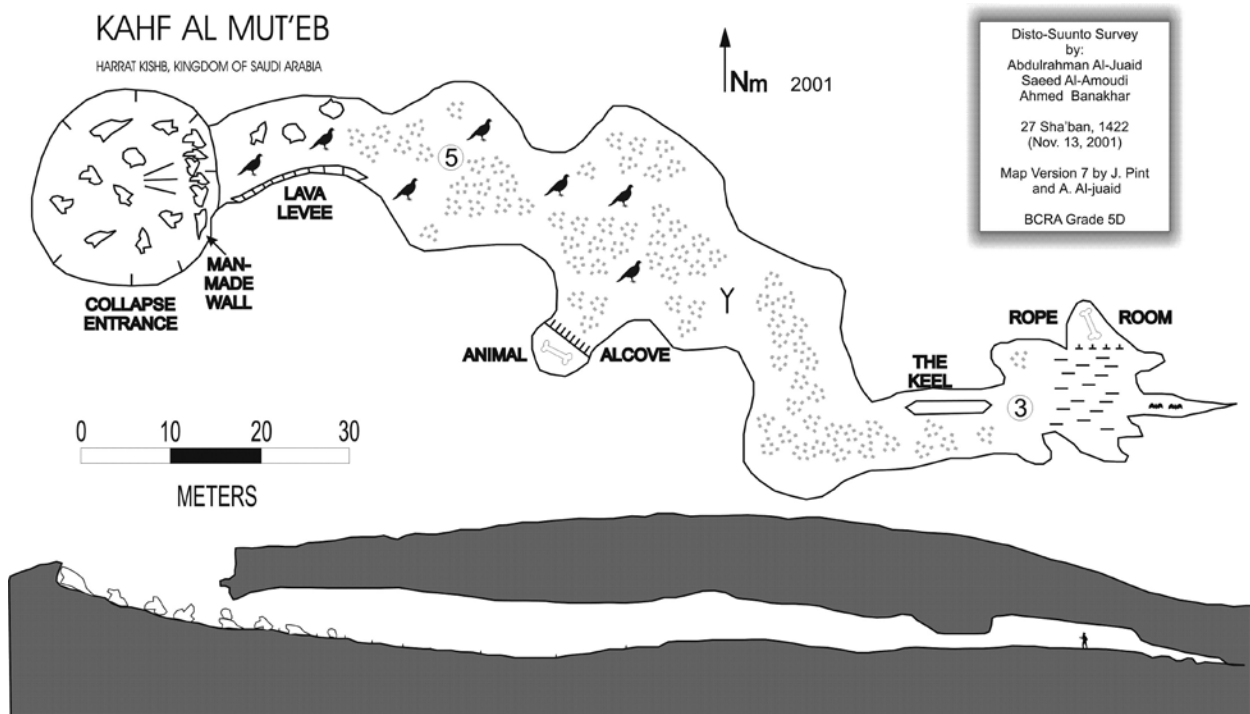 KAHF AL MUT'EB
HARRAT KISHB, KINGDOM OF SAUDI ARABIA
Nm 2001
Disto-Suunto Survey
by:
Abdulrahman Al-Juaid
Saeed Al-Amoudi
Ahmed Banakhar
27 Sha'ban, 1422
(Nov. 13, 2001)
Map Version 7 by J. Pint
and A. Al-juaid
BCRA Grade 5D
5
LAVA
LEVEE
MAN-
MADE
WALL
COLLAPSE
ENTRANCE
Y
ANIMAL ALCOVE
ROPE ROOM
THE
KEEL
3
0 10 20 30
METERS